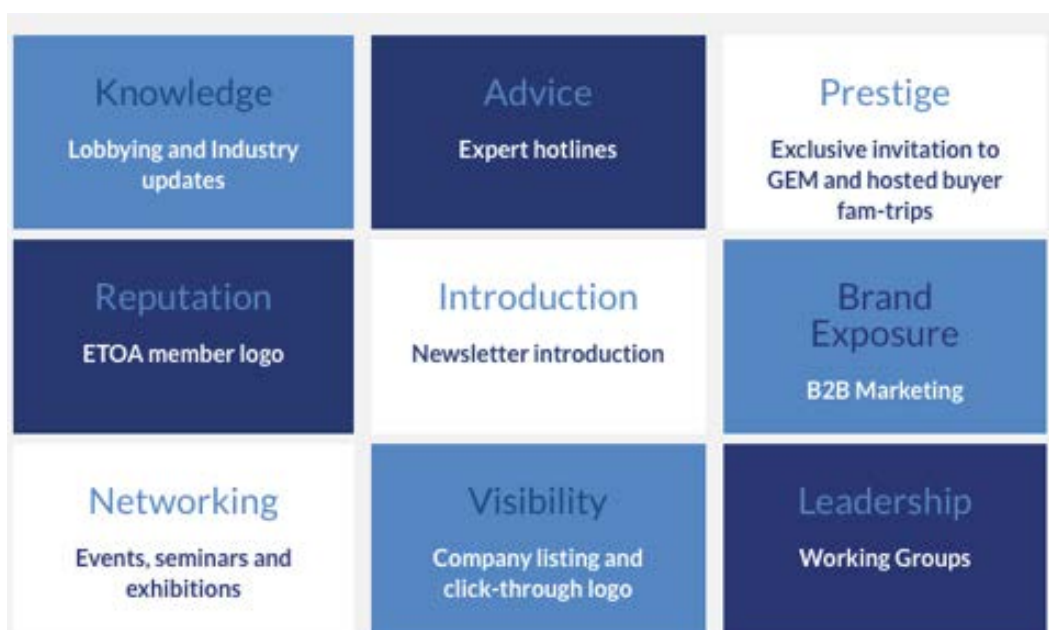 Knowledge
Lobbying and Industry
updates
Advice
Expert hotlines
Prestige
Exclusive invitation to
GEM and hosted buyer
fam-trips
Reputation
ETOA member logo
Introduction
Newsletter introduction
Brand
Exposure
B2B Marketing
Networking
Events, seminars and
exhibitions
Visibility
Company listing and
click-through logo
Leadership
Working Groups